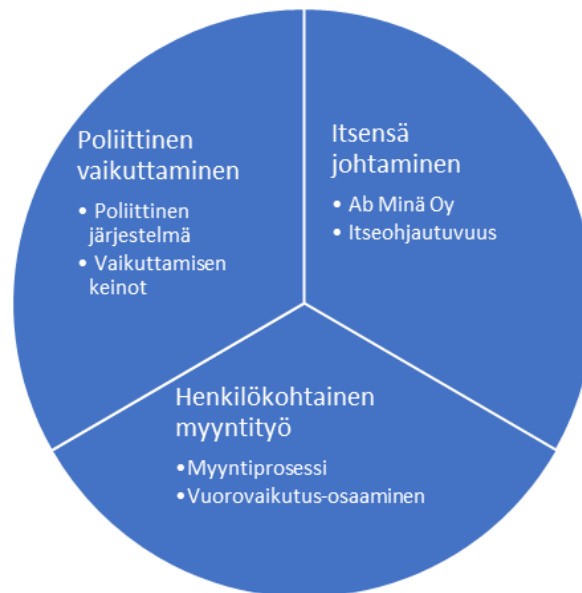 Poliittinen
vaikuttaminen
• Poliittinen
järjestelmä
• Vaikuttamisen
keinot
Itsensä
johtaminen
• Ab Minä Oy
• Itseohjautuvuus
Henkilökohtainen
myyntityö
•Myyntiprosessi
•Vuorovaikutus-osaaminen